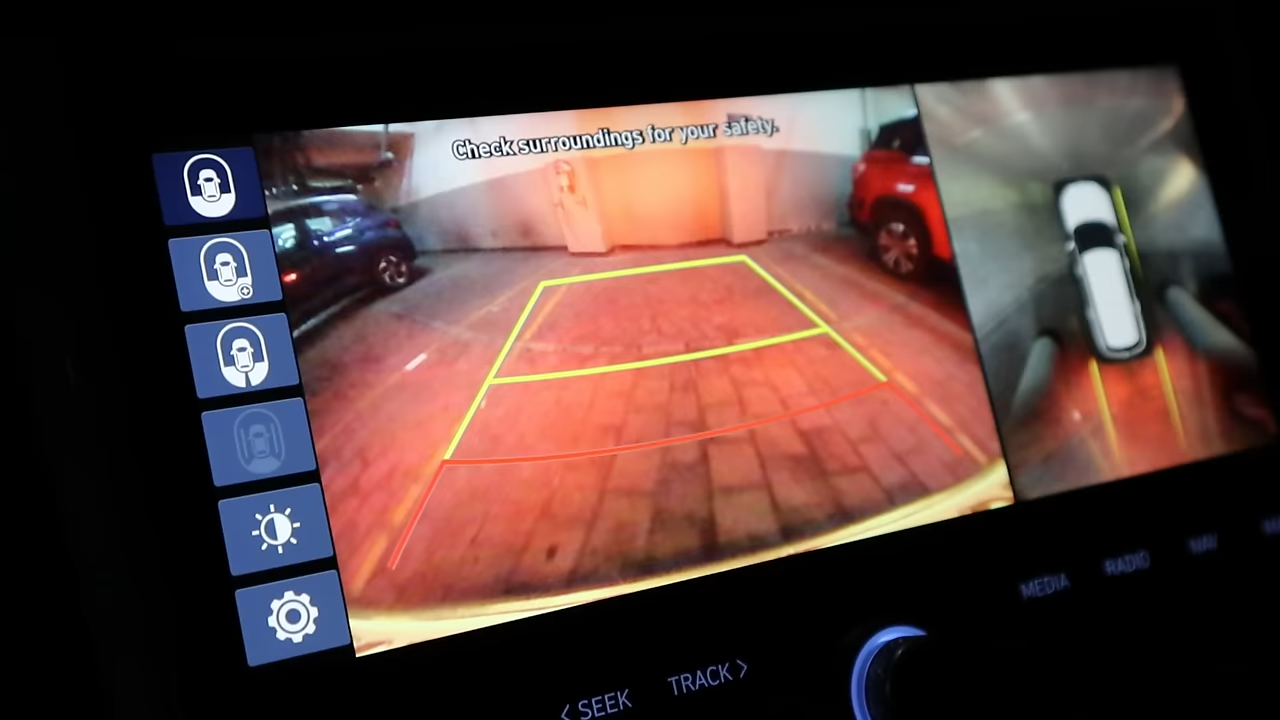 Check surroundings for your safety.
MEDIA
RADIO
NAV
< SEEK
TRACK >